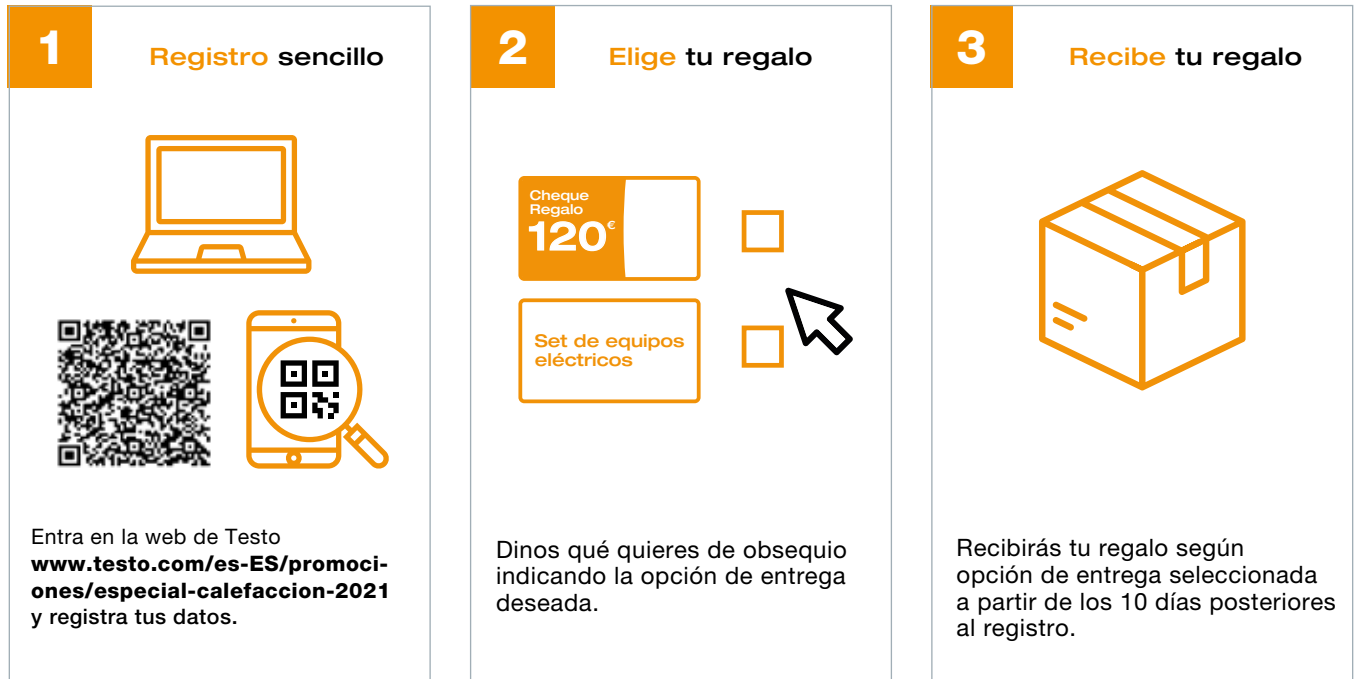 1
Registro sencillo
Entra en la web de Testo
www.testo.com/es-ES/promoci-
ones/especial-calefaccion-2021
y registra tus datos.
2
Elige tu regalo
Cheque
Regalo
120€
Set de equipos
eléctricos
Dinos qué quieres de obsequio
indicando la opción de entrega
deseada.
3
Recibe tu regalo
Recibirás tu regalo según
opción de entrega seleccionada
a partir de los 10 días posteriores
al registro.